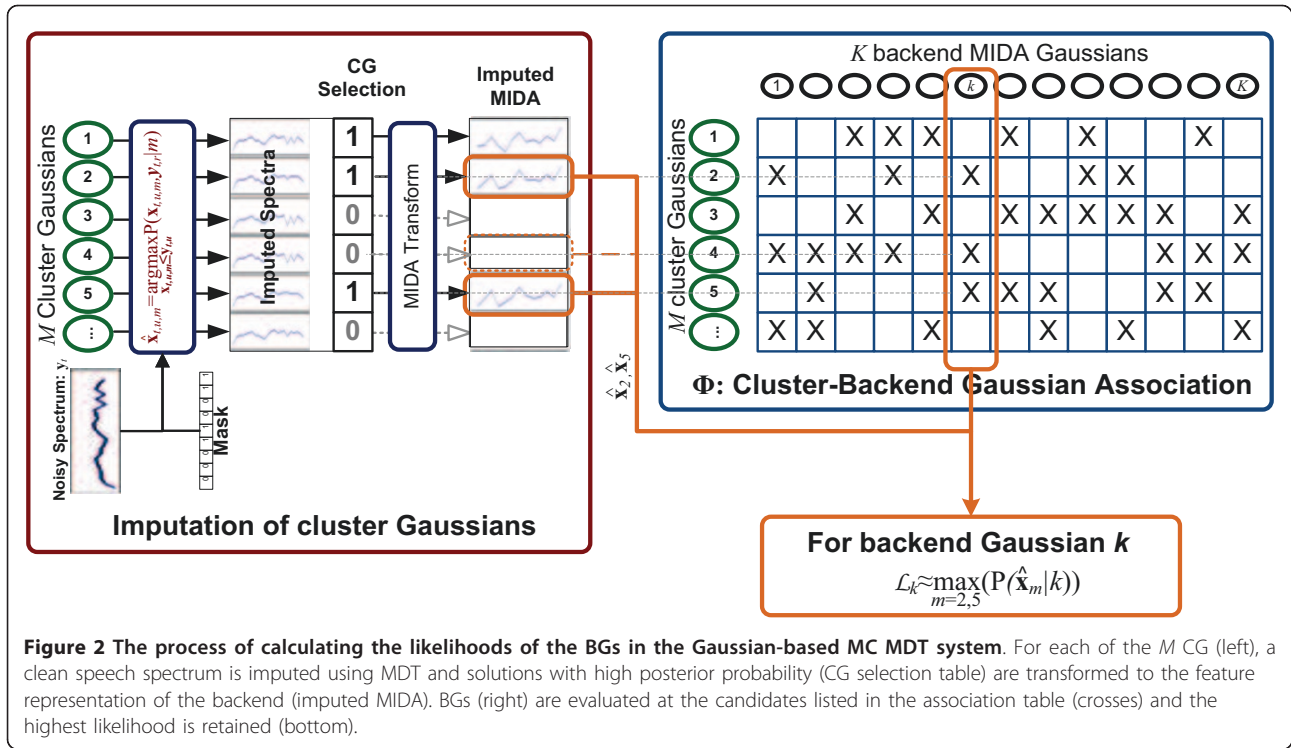 CG
Selection
Imputed
MIDA
M Cluster Gaussians
1
2
3
4
5
...
x̂t,u,m=argmaxP(xt,u,m,yt,r|m)
xt,u,m≤yt,u
Imputed Spectra
1
1
0
0
1
0
MIDA Transform
Noisy Spectrum: yt
Mask
Imputation of cluster Gaussians
x̂2, x̂5
K backend MIDA Gaussians
1 k K
M cluster Gaussians
1 X X X X X X
2 X X X X X
3 X X X X X X X X
4 X X X X X X X X
5 X X X X X X
... X X X X X X
Φ: Cluster-Backend Gaussian Association
For backend Gaussian k
ℒk≈max(P(x̂m|k))
m=2,5
Figure 2 The process of calculating the likelihoods of the BGs in the Gaussian-based MC MDT system. For each of the M CG (left), a
clean speech spectrum is imputed using MDT and solutions with high posterior probability (CG selection table) are transformed to the feature
representation of the backend (imputed MIDA). BGs (right) are evaluated at the candidates listed in the association table (crosses) and the
highest likelihood is retained (bottom).